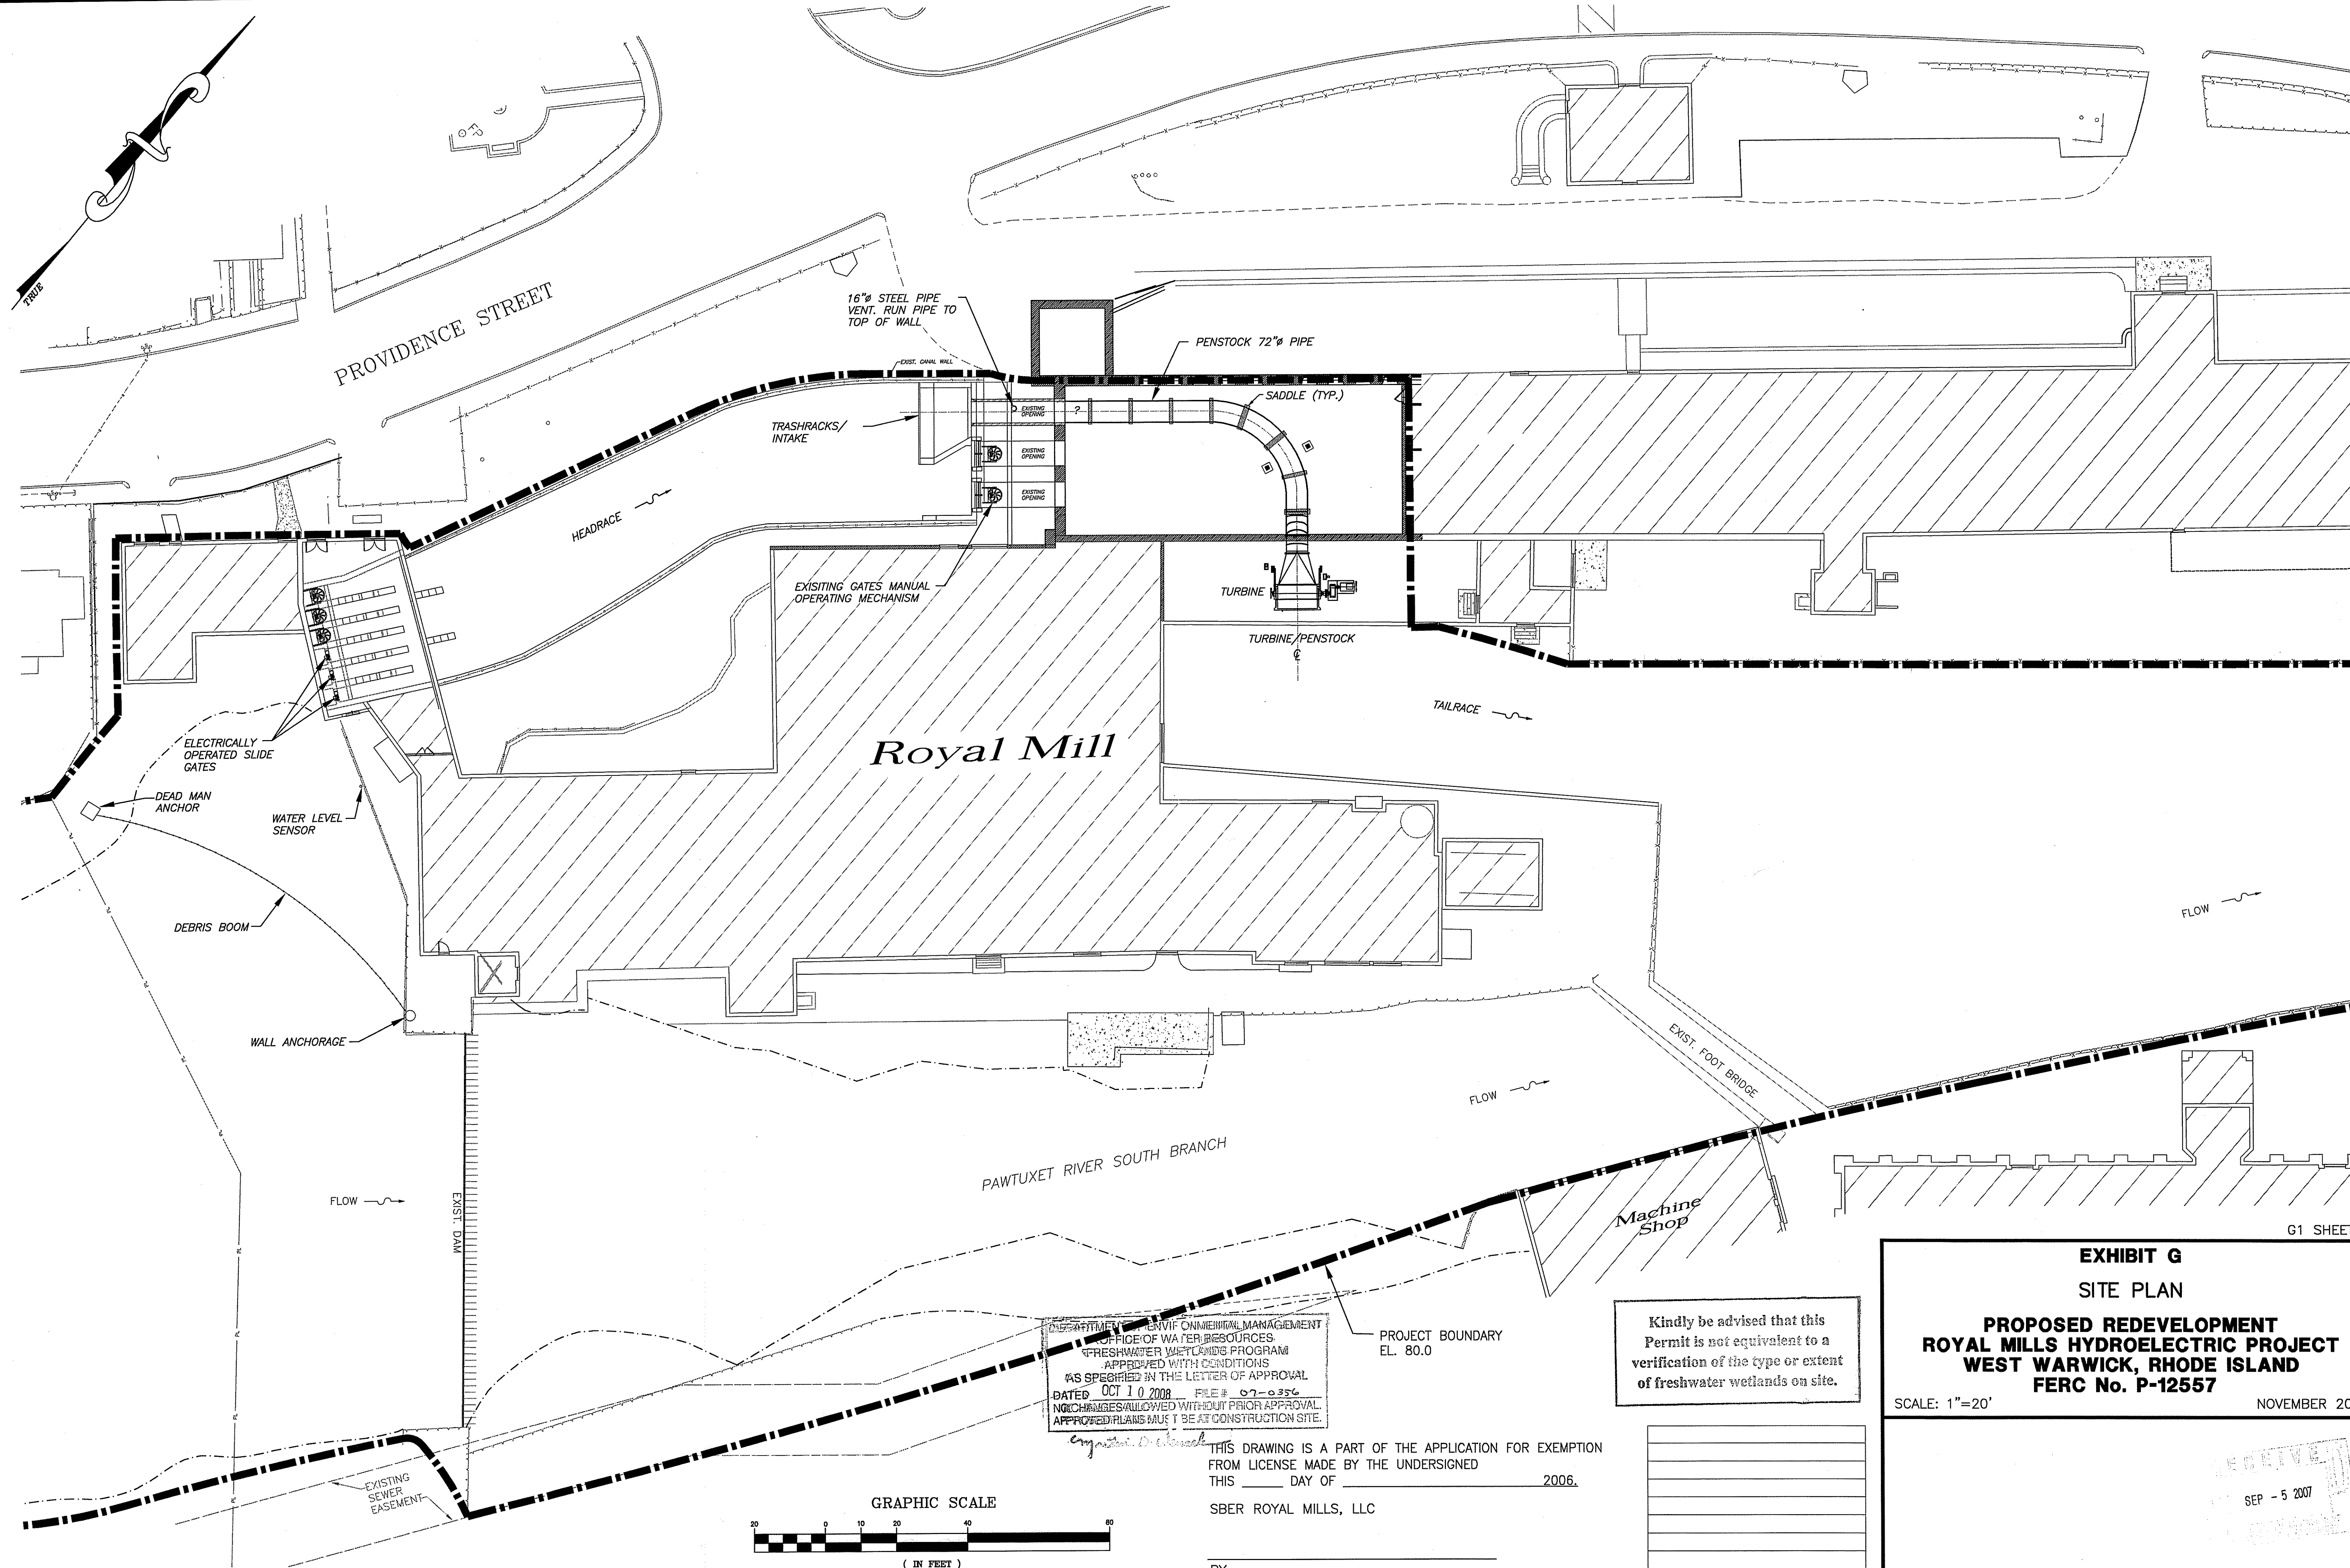 TRUE
PROVIDENCE STREET
16"ø STEEL PIPE
VENT. RUN PIPE TO
TOP OF WALL
EXIST. CANAL WALL
PENSTOCK 72"ø PIPE
SADDLE (TYP.)
TRASHRACKS/
INTAKE
EXISTING
OPENING
?
EXISTING
OPENING
EXISTING
OPENING
HEADRACE
EXISITING GATES MANUAL
OPERATING MECHANISM
TURBINE
TURBINE/PENSTOCK
℄
TAILRACE
Royal Mill
ELECTRICALLY
OPERATED SLIDE
GATES
DEAD MAN
ANCHOR
WATER LEVEL
SENSOR
DEBRIS BOOM
WALL ANCHORAGE
FLOW
EXIST. DAM
PAWTUXET RIVER SOUTH BRANCH
FLOW
FLOW
EXIST. FOOT BRIDGE
Machine
Shop
PROJECT BOUNDARY
EL. 80.0
EXISTING
SEWER
EASEMENT
DEPARTMENT OF ENVIRONMENTAL MANAGEMENT
OFFICE OF WATER RESOURCES
FRESHWATER WETLANDS PROGRAM
APPROVED WITH CONDITIONS
AS SPECIFIED IN THE LETTER OF APPROVAL
DATED OCT 10 2008 FILE # 07-0356
NO CHANGES ALLOWED WITHOUT PRIOR APPROVAL.
APPROVED PLANS MUST BE AT CONSTRUCTION SITE.
THIS DRAWING IS A PART OF THE APPLICATION FOR EXEMPTION
FROM LICENSE MADE BY THE UNDERSIGNED
THIS _____ DAY OF _____ 2006.
SBER ROYAL MILLS, LLC
BY
GRAPHIC SCALE
20 0 10 20 40 80
( IN FEET )
Kindly be advised that this
Permit is not equivalent to a
verification of the type or extent
of freshwater wetlands on site.
G1 SHEE
EXHIBIT G
SITE PLAN
PROPOSED REDEVELOPMENT
ROYAL MILLS HYDROELECTRIC PROJECT
WEST WARWICK, RHODE ISLAND
FERC No. P-12557
SCALE: 1"=20' NOVEMBER 20
SEP - 5 2007